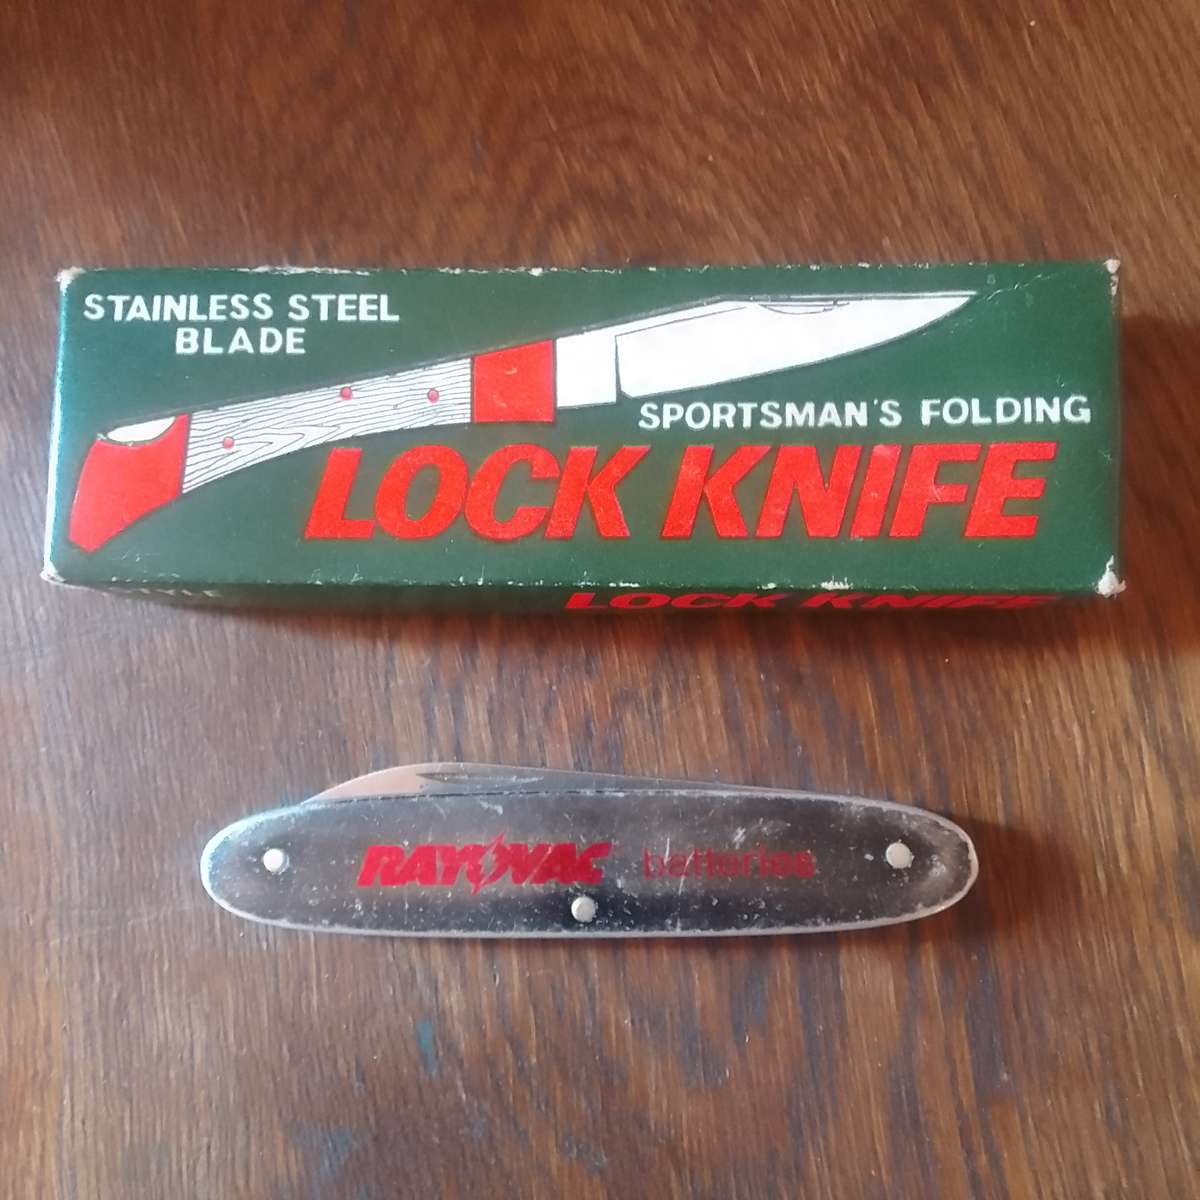 STAINLESS STEEL
BLADE
SPORTSMAN'S FOLDING
LOCK KNIFE
LOCK KNIFE
RAYOVAC batteries